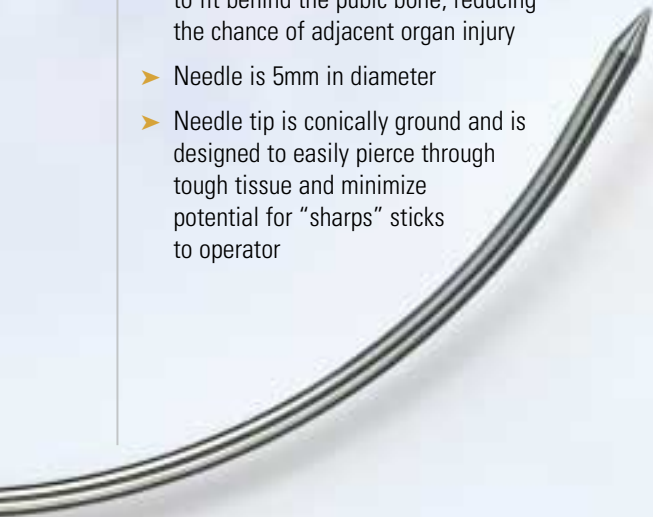 to fit behind the pubic bone, reducing
the chance of adjacent organ injury
➤ Needle is 5mm in diameter
➤ Needle tip is conically ground and is
designed to easily pierce through
tough tissue and minimize
potential for “sharps” sticks
to operator